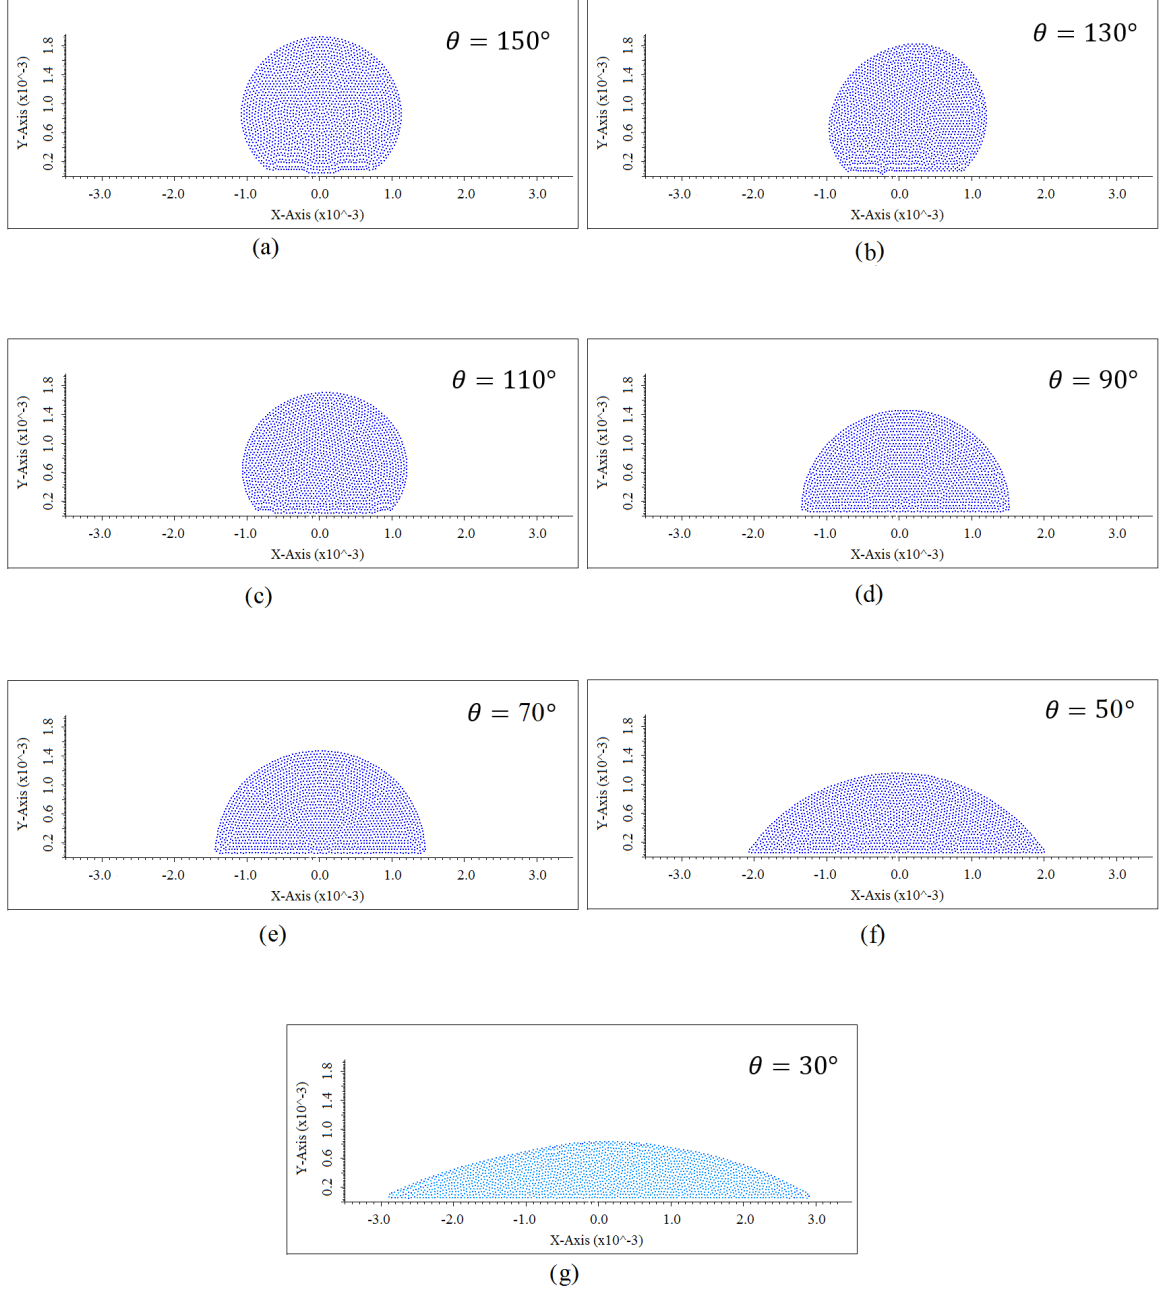 θ = 150°
Y-Axis (x10^-3)
0.2 0.6 1.0 1.4 1.8
-3.0 -2.0 -1.0 0.0 1.0 2.0 3.0
X-Axis (x10^-3)
(a)
θ = 130°
Y-Axis (x10^-3)
0.2 0.6 1.0 1.4 1.8
-3.0 -2.0 -1.0 0.0 1.0 2.0 3.0
X-Axis (x10^-3)
(b)
θ = 110°
Y-Axis (x10^-3)
0.2 0.6 1.0 1.4 1.8
-3.0 -2.0 -1.0 0.0 1.0 2.0 3.0
X-Axis (x10^-3)
(c)
θ = 90°
Y-Axis (x10^-3)
0.2 0.6 1.0 1.4 1.8
-3.0 -2.0 -1.0 0.0 1.0 2.0 3.0
X-Axis (x10^-3)
(d)
θ = 70°
Y-Axis (x10^-3)
0.2 0.6 1.0 1.4 1.8
-3.0 -2.0 -1.0 0.0 1.0 2.0 3.0
X-Axis (x10^-3)
(e)
θ = 50°
Y-Axis (x10^-3)
0.2 0.6 1.0 1.4 1.8
-3.0 -2.0 -1.0 0.0 1.0 2.0 3.0
X-Axis (x10^-3)
(f)
θ = 30°
Y-Axis (x10^-3)
0.2 0.6 1.0 1.4 1.8
-3.0 -2.0 -1.0 0.0 1.0 2.0 3.0
X-Axis (x10^-3)
(g)